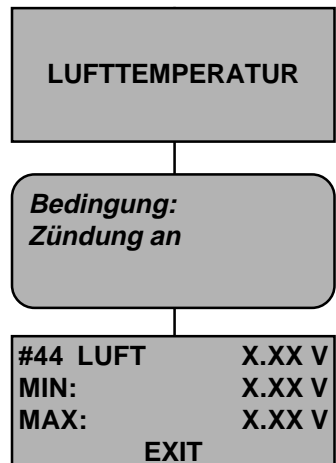 LUFTTEMPERATUR
Bedingung:
Zündung an
#44 LUFT X.XX V
MIN: X.XX V
MAX: X.XX V
EXIT